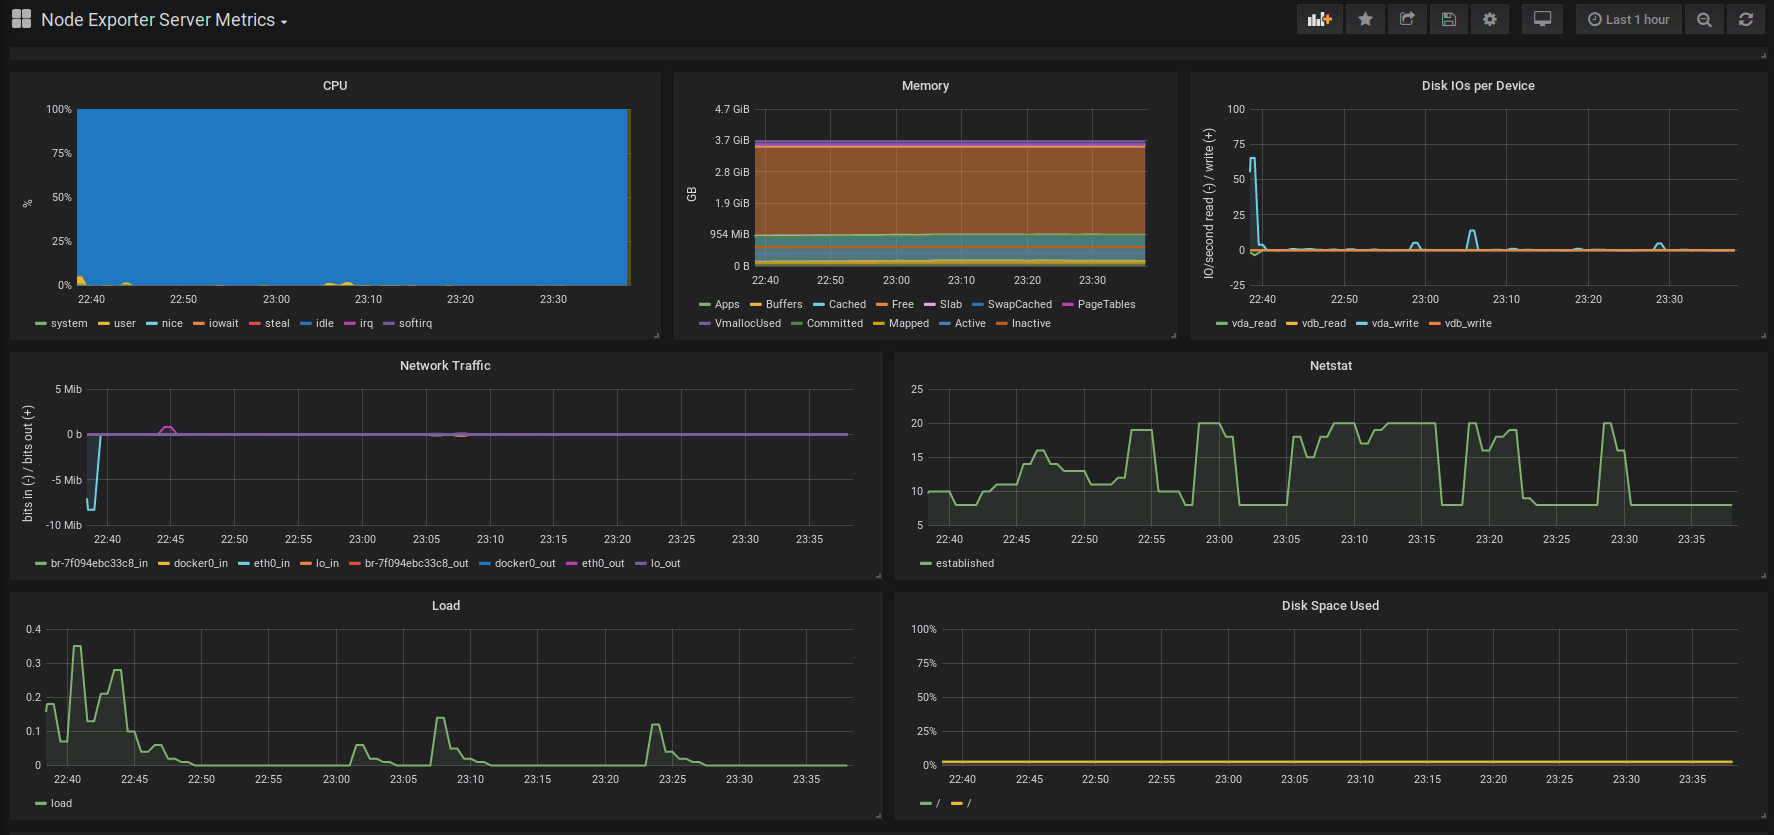 Node Exporter Server Metrics
Last 1 hour
CPU
100%
75%
50%
25%
0%
%
22:40 22:50 23:00 23:10 23:20 23:30
system user nice iowait steal idle irq softirq
Memory
4.7 GiB
3.7 GiB
2.8 GiB
1.9 GiB
954 MiB
0 B
GB
22:40 22:50 23:00 23:10 23:20 23:30
Apps Buffers Cached Free Slab SwapCached PageTables
VmallocUsed Committed Mapped Active Inactive
Disk IOs per Device
100
75
50
25
0
-25
IO/second read (-) / write (+)
22:40 22:50 23:00 23:10 23:20 23:30
vda_read vdb_read vda_write vdb_write
Network Traffic
5 Mib
0 b
-5 Mib
-10 Mib
bits in (-) / bits out (+)
22:40 22:45 22:50 22:55 23:00 23:05 23:10 23:15 23:20 23:25 23:30 23:35
br-7f094ebc33c8_in docker0_in eth0_in lo_in br-7f094ebc33c8_out docker0_out eth0_out lo_out
Netstat
25
20
15
10
5
22:40 22:45 22:50 22:55 23:00 23:05 23:10 23:15 23:20 23:25 23:30 23:35
established
Load
0.4
0.3
0.2
0.1
0
22:40 22:45 22:50 22:55 23:00 23:05 23:10 23:15 23:20 23:25 23:30 23:35
load
Disk Space Used
100%
75%
50%
25%
0%
22:40 22:45 22:50 22:55 23:00 23:05 23:10 23:15 23:20 23:25 23:30 23:35
/ /